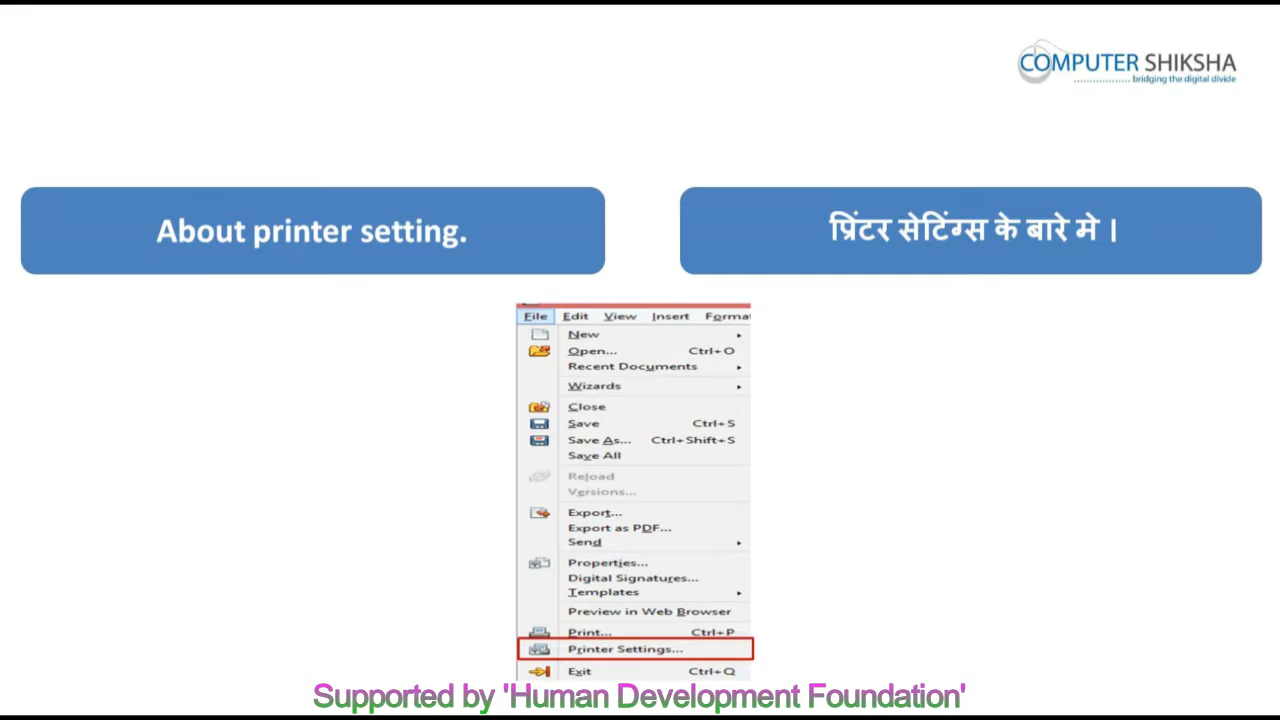 COMPUTER SHIKSHA
bridging the digital divide
About printer setting.
प्रिंटर सेटिंग्स के बारे मे |
File Edit View Insert Format
New
Open... Ctrl+O
Recent Documents
Wizards
Close
Save Ctrl+S
Save As... Ctrl+Shift+S
Save All
Reload
Versions...
Export...
Export as PDF...
Send
Properties...
Digital Signatures...
Templates
Preview in Web Browser
Print... Ctrl+P
Printer Settings...
Exit Ctrl+Q
Supported by 'Human Development Foundation'